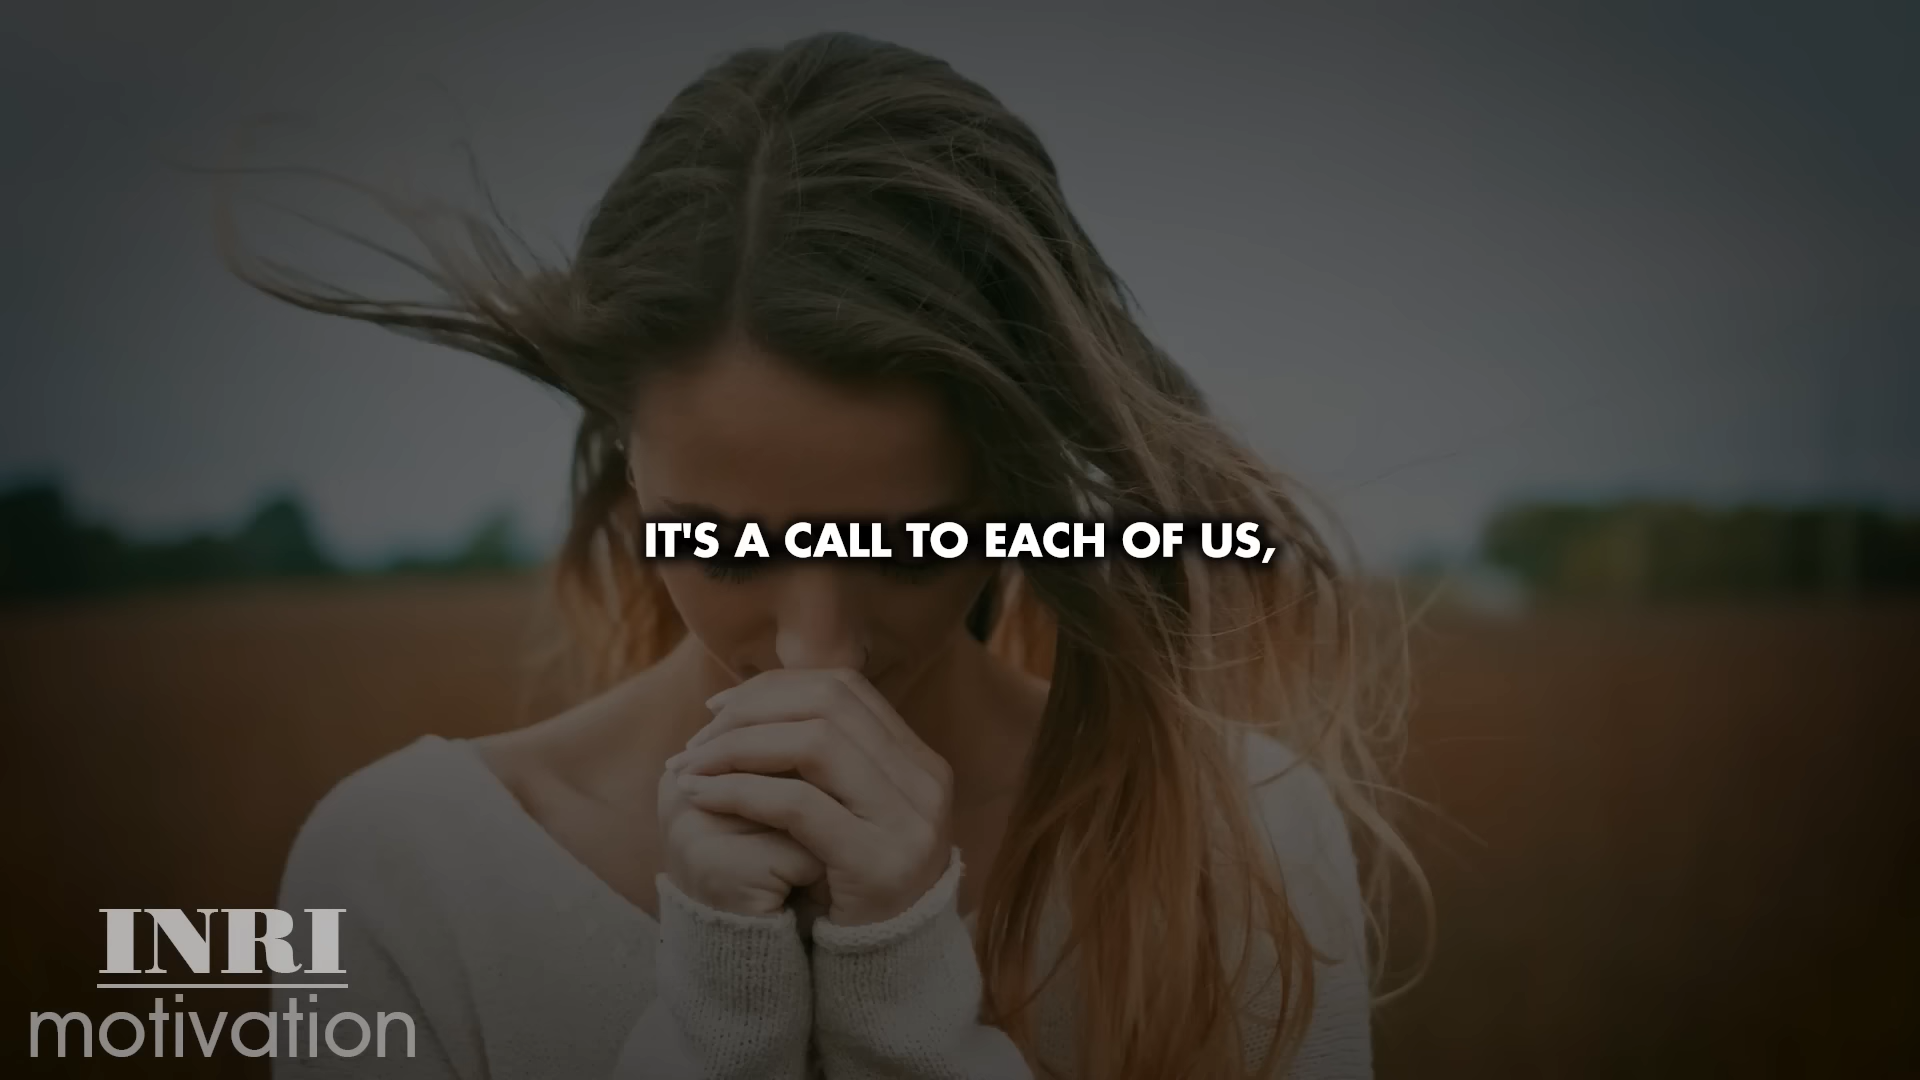 IT'S A CALL TO EACH OF US,
INRI
motivation